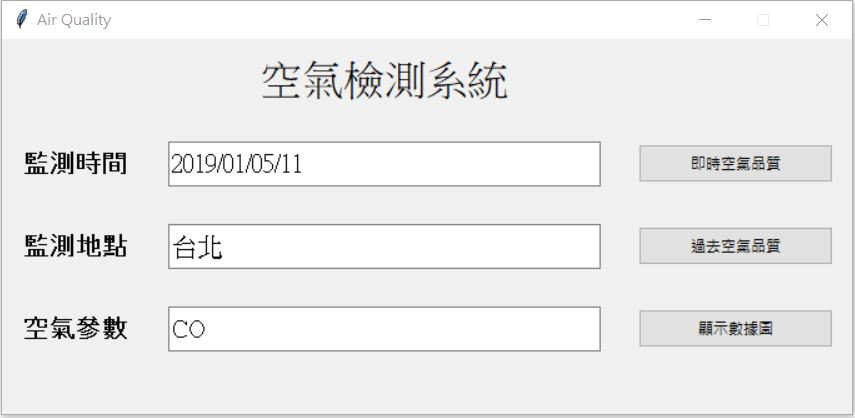 Air Quality
空氣檢測系統
監測時間 2019/01/05/11 即時空氣品質
監測地點 台北 過去空氣品質
空氣參數 CO 顯示數據圖